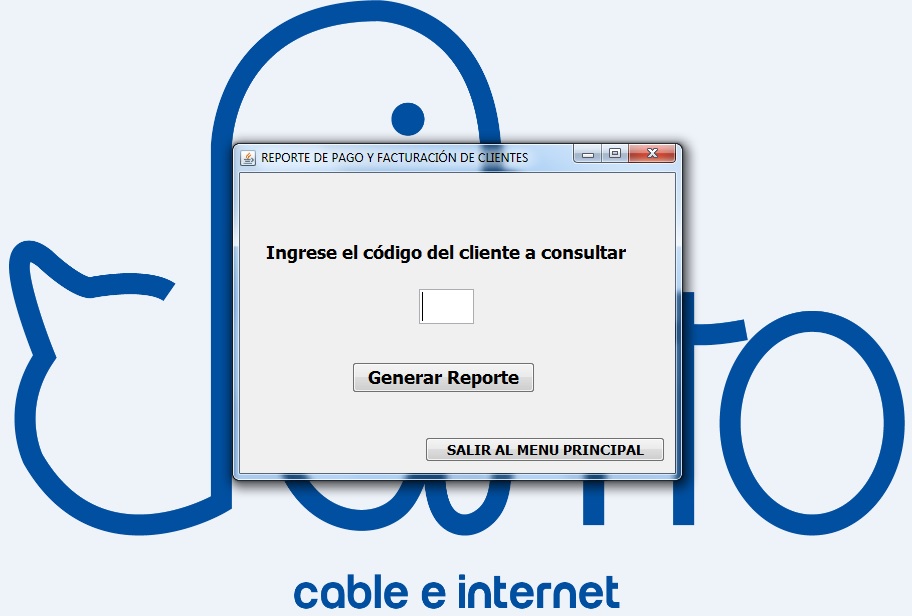 REPORTE DE PAGO Y FACTURACIÓN DE CLIENTES
Ingrese el código del cliente a consultar
Generar Reporte
SALIR AL MENU PRINCIPAL
cable e internet